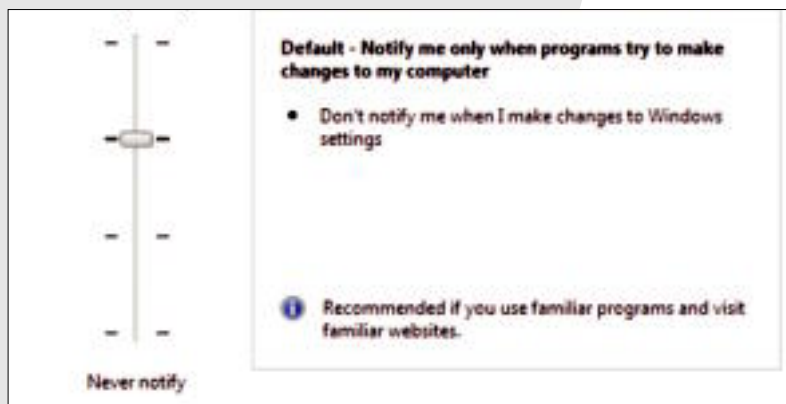 Default - Notify me only when programs try to make
changes to my computer
• Don't notify me when I make changes to Windows
settings
Recommended if you use familiar programs and visit
familiar websites.
Never notify